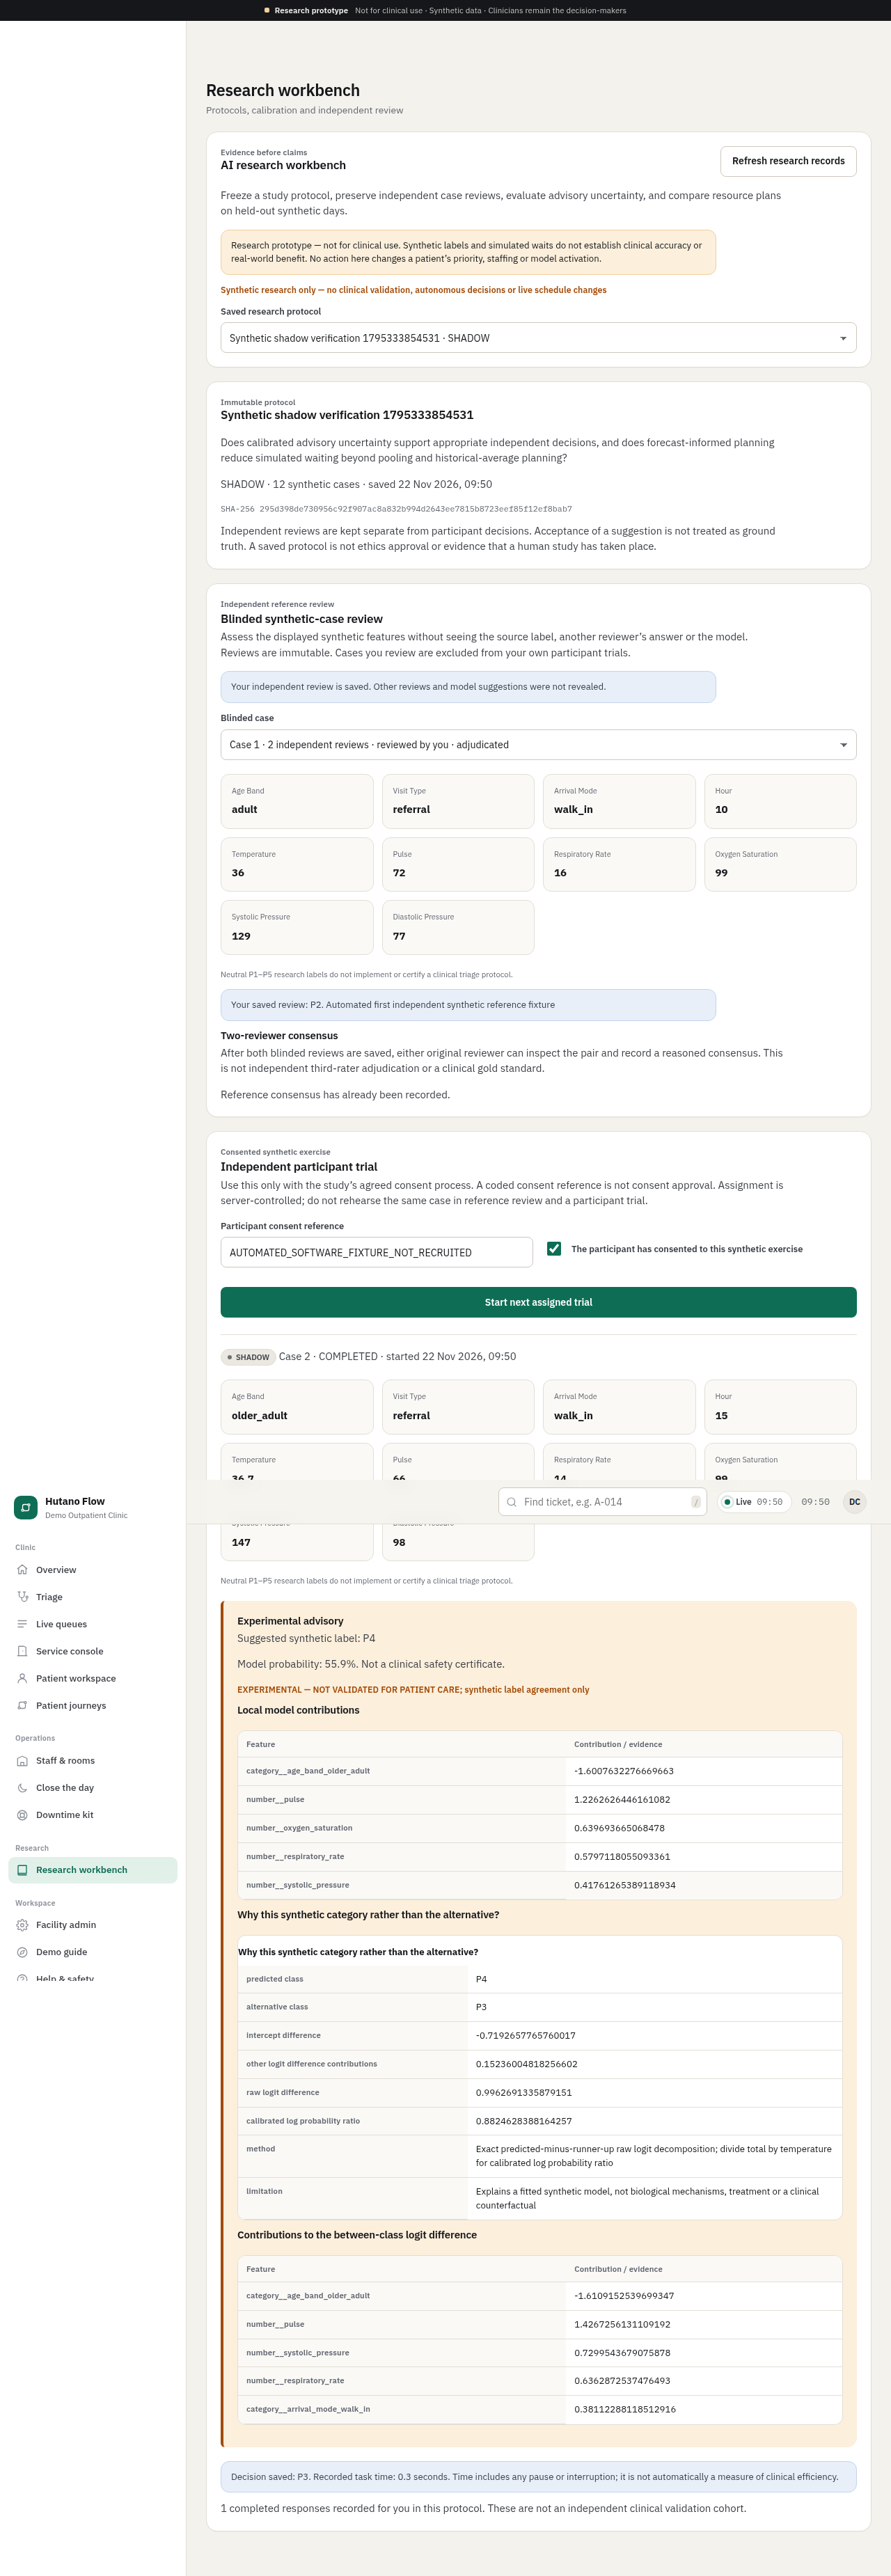 Research prototype Not for clinical use · Synthetic data · Clinicians remain the decision-makers
Research workbench
Protocols, calibration and independent review
Evidence before claims
AI research workbench
Refresh research records
Freeze a study protocol, preserve independent case reviews, evaluate advisory uncertainty, and compare resource plans
on held-out synthetic days.
Research prototype — not for clinical use. Synthetic labels and simulated waits do not establish clinical accuracy or
real-world benefit. No action here changes a patient's priority, staffing or model activation.
Synthetic research only — no clinical validation, autonomous decisions or live schedule changes
Saved research protocol
Synthetic shadow verification 1795333854531 · SHADOW
Immutable protocol
Synthetic shadow verification 1795333854531
Does calibrated advisory uncertainty support appropriate independent decisions, and does forecast-informed planning
reduce simulated waiting beyond pooling and historical-average planning?
SHADOW · 12 synthetic cases · saved 22 Nov 2026, 09:50
SHA-256 295d398de730956c92f907ac8a832b994d2643ee7815b8723eef85f12ef8bab7
Independent reviews are kept separate from participant decisions. Acceptance of a suggestion is not treated as ground
truth. A saved protocol is not ethics approval or evidence that a human study has taken place.
Independent reference review
Blinded synthetic-case review
Assess the displayed synthetic features without seeing the source label, another reviewer's answer or the model.
Reviews are immutable. Cases you review are excluded from your own participant trials.
Your independent review is saved. Other reviews and model suggestions were not revealed.
Blinded case
Case 1 · 2 independent reviews · reviewed by you · adjudicated
Age Band
adult
Visit Type
referral
Arrival Mode
walk_in
Hour
10
Temperature
36
Pulse
72
Respiratory Rate
16
Oxygen Saturation
99
Systolic Pressure
129
Diastolic Pressure
77
Neutral P1–P5 research labels do not implement or certify a clinical triage protocol.
Your saved review: P2. Automated first independent synthetic reference fixture
Two-reviewer consensus
After both blinded reviews are saved, either original reviewer can inspect the pair and record a reasoned consensus. This
is not independent third-rater adjudication or a clinical gold standard.
Reference consensus has already been recorded.
Consented synthetic exercise
Independent participant trial
Use this only with the study's agreed consent process. A coded consent reference is not consent approval. Assignment is
server-controlled; do not rehearse the same case in reference review and a participant trial.
Participant consent reference
AUTOMATED_SOFTWARE_FIXTURE_NOT_RECRUITED
The participant has consented to this synthetic exercise
Start next assigned trial
SHADOW Case 2 · COMPLETED · started 22 Nov 2026, 09:50
Age Band
older_adult
Visit Type
referral
Arrival Mode
walk_in
Hour
15
Temperature
36.7
Pulse
66
Respiratory Rate
14
Oxygen Saturation
99
Hutano Flow
Demo Outpatient Clinic
Find ticket, e.g. A-014
/
Live 09:50
09:50
DC
Systolic Pressure
147
Diastolic Pressure
98
Clinic
Overview
Triage
Live queues
Service console
Patient workspace
Patient journeys
Operations
Staff & rooms
Close the day
Downtime kit
Research
Research workbench
Workspace
Facility admin
Demo guide
Help & safety
Neutral P1–P5 research labels do not implement or certify a clinical triage protocol.
Experimental advisory
Suggested synthetic label: P4
Model probability: 55.9%. Not a clinical safety certificate.
EXPERIMENTAL — NOT VALIDATED FOR PATIENT CARE; synthetic label agreement only
Local model contributions
Feature Contribution / evidence
category__age_band_older_adult -1.6007632276669663
number__pulse 1.2262626446161082
number__oxygen_saturation 0.639693665068478
number__respiratory_rate 0.5797118055093361
number__systolic_pressure 0.41761265389118934
Why this synthetic category rather than the alternative?
Why this synthetic category rather than the alternative?
predicted class P4
alternative class P3
intercept difference -0.7192657765760017
other logit difference contributions 0.15236004818256602
raw logit difference 0.9962691335879151
calibrated log probability ratio 0.8824628388164257
method Exact predicted-minus-runner-up raw logit decomposition; divide total by temperature
for calibrated log probability ratio
limitation Explains a fitted synthetic model, not biological mechanisms, treatment or a clinical
counterfactual
Contributions to the between-class logit difference
Feature Contribution / evidence
category__age_band_older_adult -1.6109152539699347
number__pulse 1.4267256131109192
number__systolic_pressure 0.7299543679075878
number__respiratory_rate 0.6362872537476493
category__arrival_mode_walk_in 0.38112288118512916
Decision saved: P3. Recorded task time: 0.3 seconds. Time includes any pause or interruption; it is not automatically a measure of clinical efficiency.
1 completed responses recorded for you in this protocol. These are not an independent clinical validation cohort.